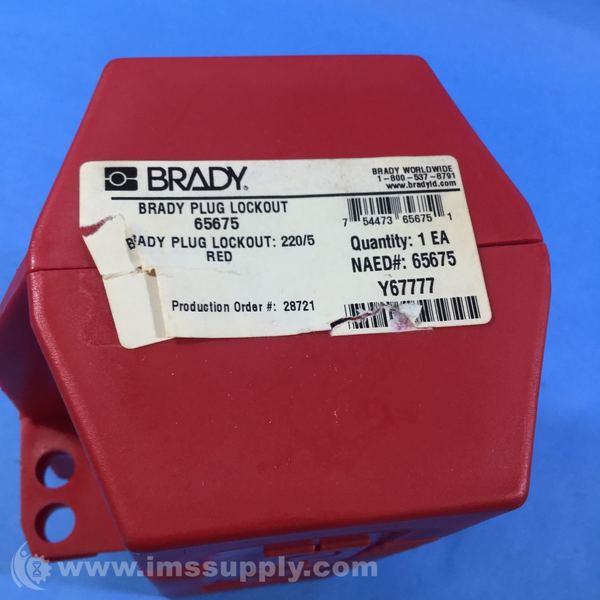 BRADY®
BRADY WORLDWIDE
1-800-537-8791
www.bradyid.com
BRADY PLUG LOCKOUT
65675
BRADY PLUG LOCKOUT: 220/5
RED
7 54473 65675 1
Quantity: 1 EA
NAED#: 65675
Y67777
Production Order #: 28721
www.imssupply.com